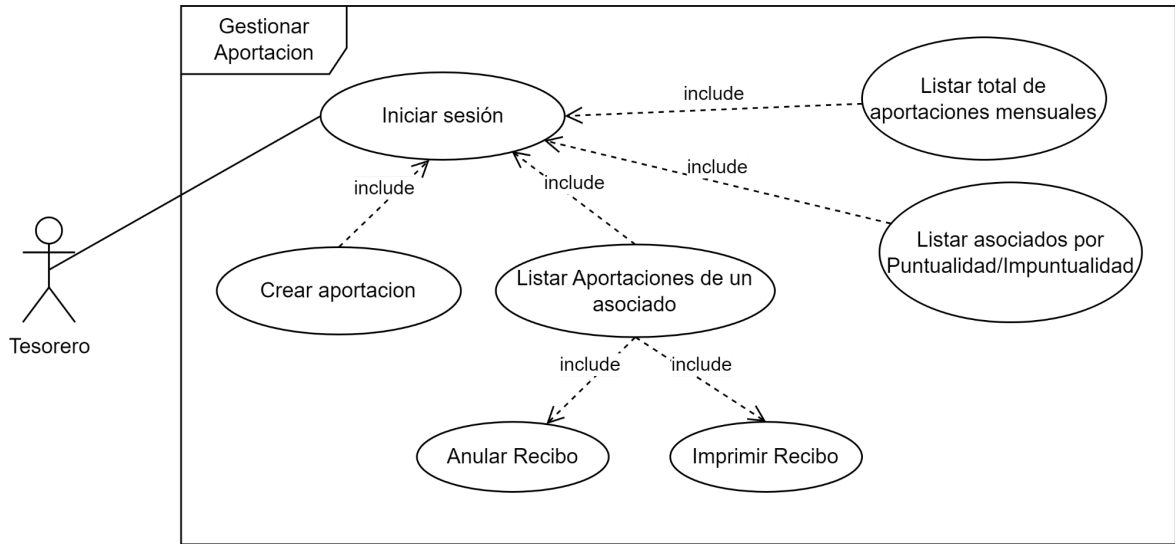 Gestionar
Aportacion
Iniciar sesión
include
Listar total de
aportaciones mensuales
include
include
include
Listar asociados por
Puntualidad/Impuntualidad
Crear aportacion
Listar Aportaciones de un
asociado
Tesorero
include
include
Anular Recibo
Imprimir Recibo